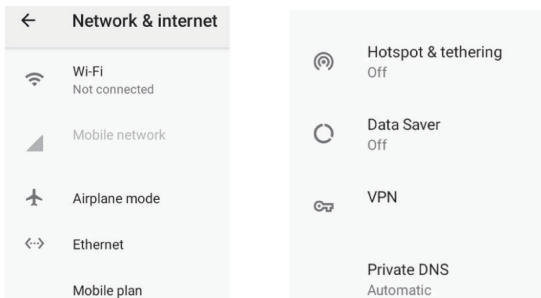 Network & internet
Wi-Fi
Not connected
Mobile network
Airplane mode
Ethernet
Mobile plan
Hotspot & tethering
Off
Data Saver
Off
VPN
Private DNS
Automatic